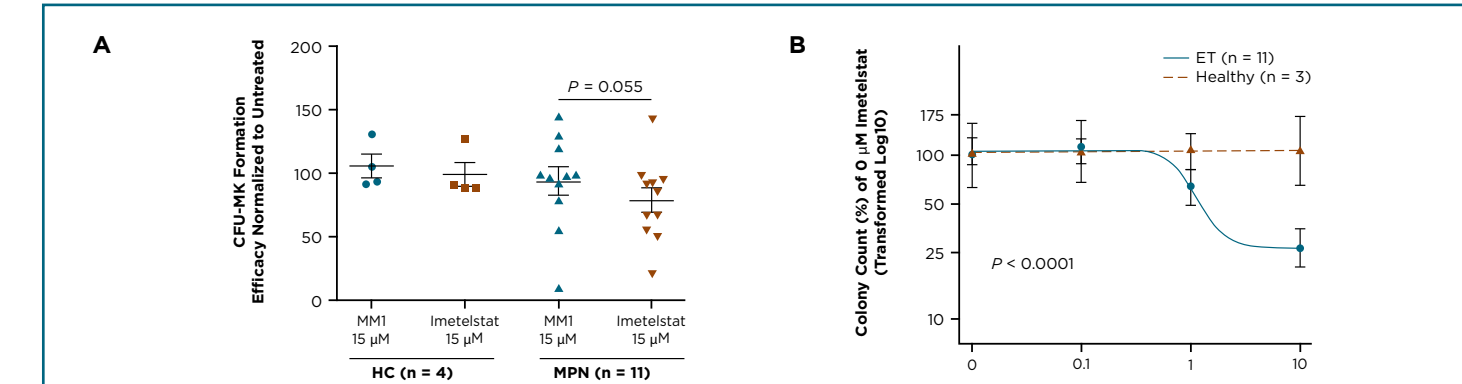 A
CFU-MK Formation
Efficacy Normalized to Untreated
200
150
100
50
0
P = 0.055
MM1
15 μM
Imetelstat
15 μM
MM1
15 μM
Imetelstat
15 μM
HC (n = 4)
MPN (n = 11)
B
Colony Count (%) of 0 μM Imetelstat
(Transformed Log10)
175
100
50
25
10
ET (n = 11)
Healthy (n = 3)
P < 0.0001
0
0.1
1
10